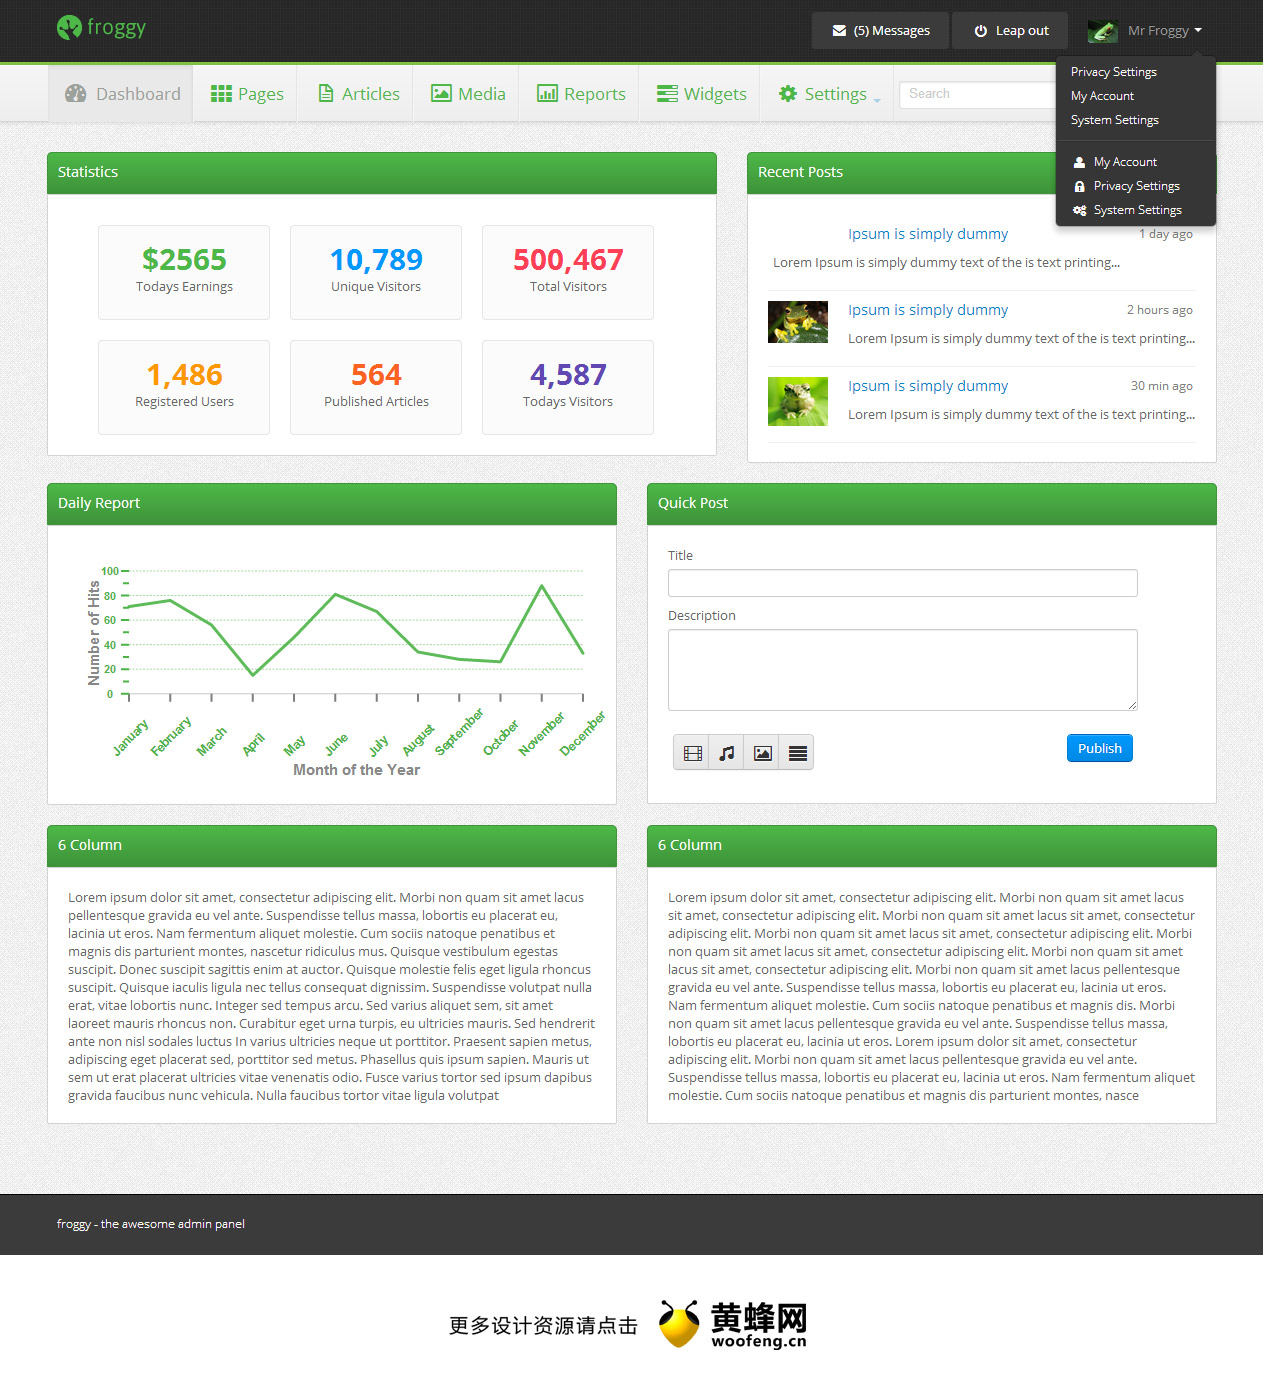 froggy
(5) Messages
Leap out
Mr Froggy
Privacy Settings
My Account
System Settings
My Account
Privacy Settings
System Settings
Dashboard
Pages
Articles
Media
Reports
Widgets
Settings
Search
Statistics
$2565
Todays Earnings
10,789
Unique Visitors
500,467
Total Visitors
1,486
Registered Users
564
Published Articles
4,587
Todays Visitors
Recent Posts
Ipsum is simply dummy
1 day ago
Lorem Ipsum is simply dummy text of the is text printing...
Ipsum is simply dummy
2 hours ago
Lorem Ipsum is simply dummy text of the is text printing...
Ipsum is simply dummy
30 min ago
Lorem Ipsum is simply dummy text of the is text printing...
Daily Report
Number of Hits
100
80
60
40
20
0
January
February
March
April
May
June
July
August
September
October
November
December
Month of the Year
Quick Post
Title
Description
Publish
6 Column
Lorem ipsum dolor sit amet, consectetur adipiscing elit. Morbi non quam sit amet lacus
pellentesque gravida eu vel ante. Suspendisse tellus massa, lobortis eu placerat eu,
lacinia ut eros. Nam fermentum aliquet molestie. Cum sociis natoque penatibus et
magnis dis parturient montes, nascetur ridiculus mus. Quisque vestibulum egestas
suscipit. Donec suscipit sagittis enim at auctor. Quisque molestie felis eget ligula rhoncus
suscipit. Quisque iaculis ligula nec tellus consequat dignissim. Suspendisse volutpat nulla
erat, vitae lobortis nunc. Integer sed tempus arcu. Sed varius aliquet sem, sit amet
laoreet mauris rhoncus non. Curabitur eget urna turpis, eu ultricies mauris. Sed hendrerit
ante non nisl sodales luctus In varius ultricies neque ut porttitor. Praesent sapien metus,
adipiscing eget placerat sed, porttitor sed metus. Phasellus quis ipsum sapien. Mauris ut
sem ut erat placerat ultricies vitae venenatis odio. Fusce varius tortor sed ipsum dapibus
gravida faucibus nunc vehicula. Nulla faucibus tortor vitae ligula volutpat
6 Column
Lorem ipsum dolor sit amet, consectetur adipiscing elit. Morbi non quam sit amet lacus
sit amet, consectetur adipiscing elit. Morbi non quam sit amet lacus sit amet, consectetur
adipiscing elit. Morbi non quam sit amet lacus sit amet, consectetur adipiscing elit. Morbi
non quam sit amet lacus sit amet, consectetur adipiscing elit. Morbi non quam sit amet
lacus sit amet, consectetur adipiscing elit. Morbi non quam sit amet lacus pellentesque
gravida eu vel ante. Suspendisse tellus massa, lobortis eu placerat eu, lacinia ut eros.
Nam fermentum aliquet molestie. Cum sociis natoque penatibus et magnis dis. Morbi
non quam sit amet lacus pellentesque gravida eu vel ante. Suspendisse tellus massa,
lobortis eu placerat eu, lacinia ut eros. Lorem ipsum dolor sit amet, consectetur
adipiscing elit. Morbi non quam sit amet lacus pellentesque gravida eu vel ante.
Suspendisse tellus massa, lobortis eu placerat eu, lacinia ut eros. Nam fermentum aliquet
molestie. Cum sociis natoque penatibus et magnis dis parturient montes, nasce
froggy - the awesome admin panel
更多设计资源请点击
黄蜂网
woofeng.cn